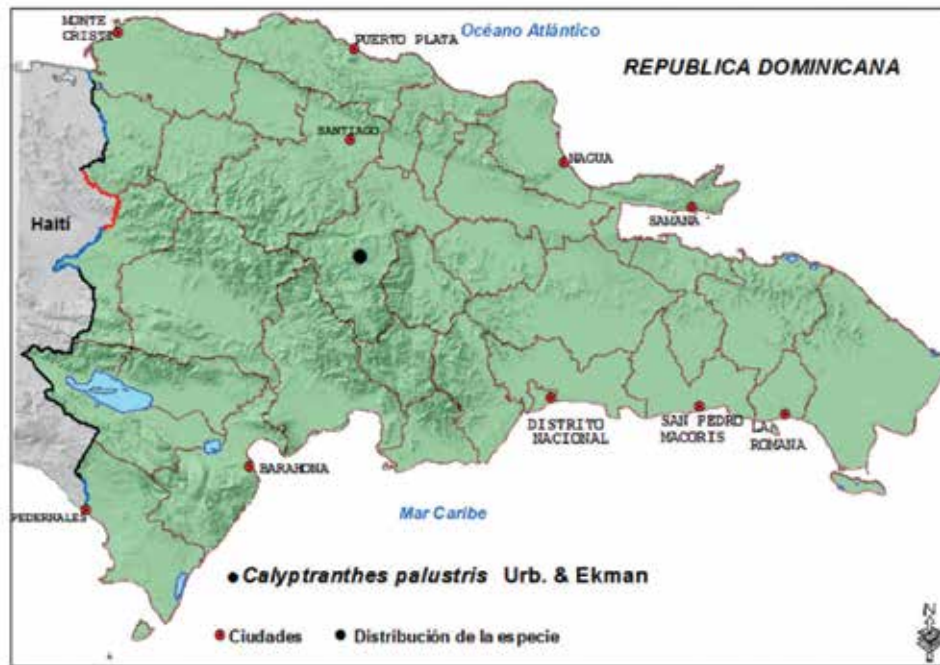 MONTE
CRISTI
PUERTO PLATA
Océano Atlántico
REPUBLICA DOMINICANA
SANTIAGO
NAGUA
SAMANA
Haití
DISTRITO
NACIONAL
SAN PEDRO
MACORIS
LA
ROMANA
BARAHONA
PEDERNALES
Mar Caribe
Calyptranthes palustris Urb. & Ekman
Ciudades
Distribución de la especie
N